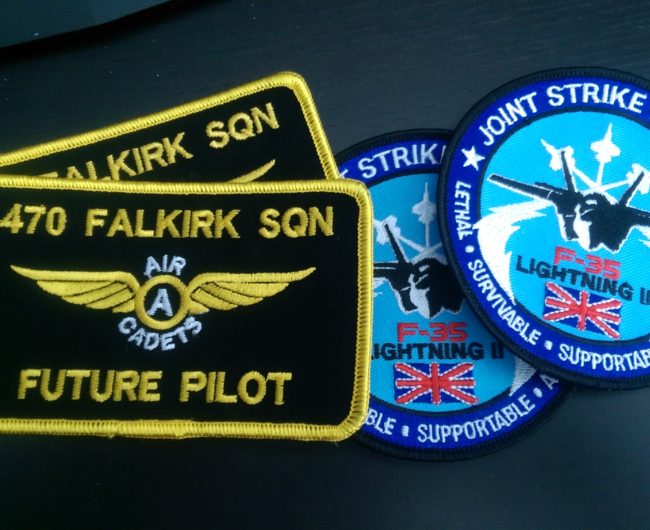 FALKIRK SQN
470 FALKIRK SQN
AIR
A
CADETS
FUTURE PILOT
STRIKE
F-35
LIGHTNING II
SUPPORTABLE
JOINT STRIKE
F-35
LIGHTNING II
LETHAL • SURVIVABLE • SUPPORTABLE